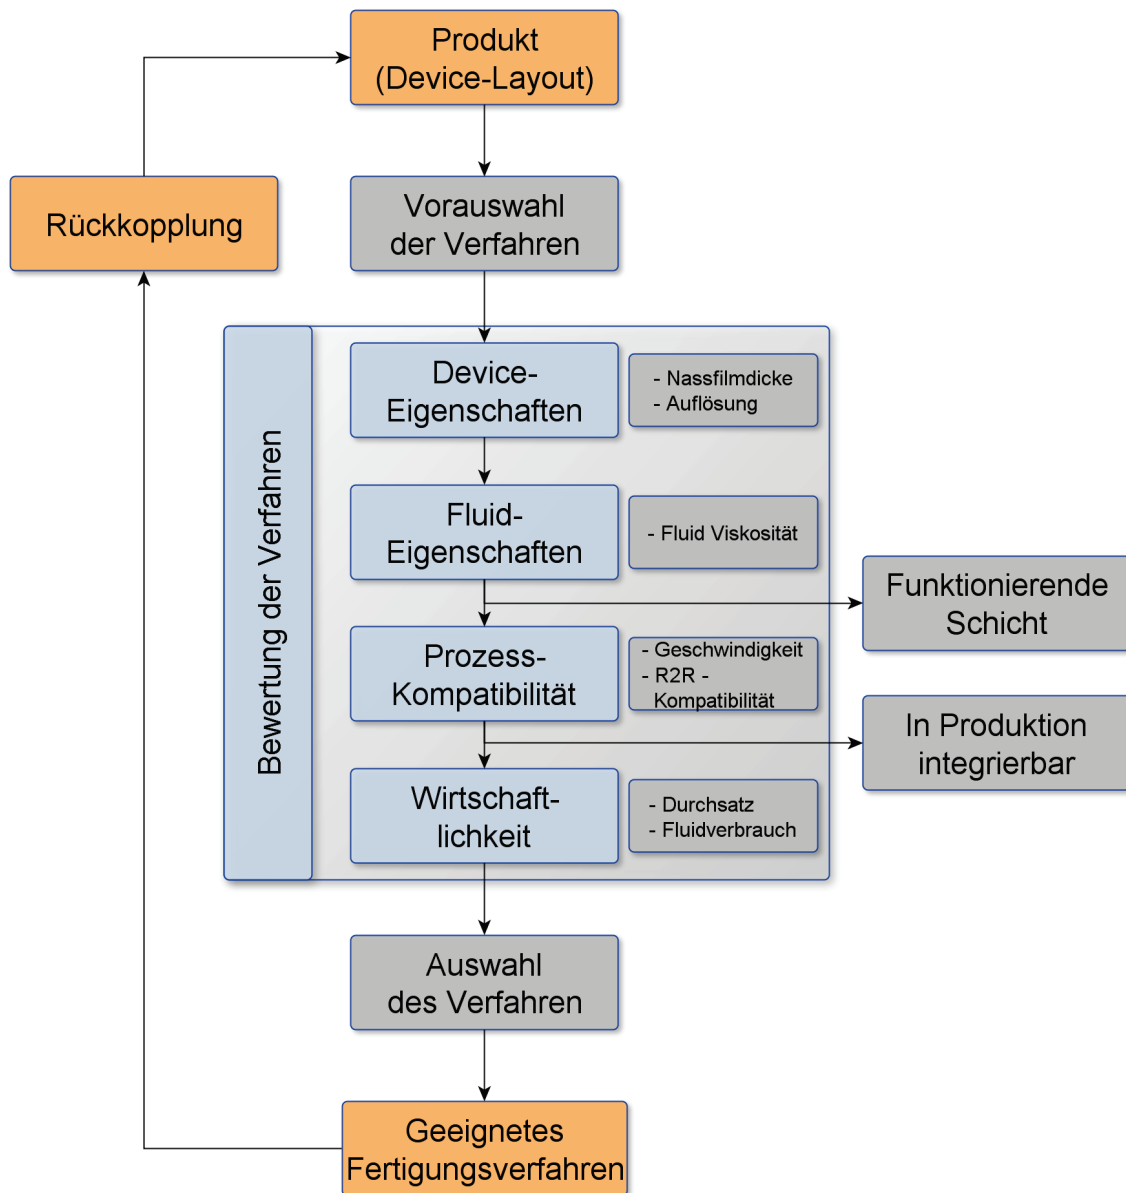 Produkt
(Device-Layout)
Rückkopplung
Vorauswahl
der Verfahren
Bewertung der Verfahren
Device-
Eigenschaften
- Nassfilmdicke
- Auflösung
Fluid-
Eigenschaften
- Fluid Viskosität
Funktionierende
Schicht
Prozess-
Kompatibilität
- Geschwindigkeit
- R2R -
Kompatibilität
In Produktion
integrierbar
Wirtschaft-
lichkeit
- Durchsatz
- Fluidverbrauch
Auswahl
des Verfahren
Geeignetes
Fertigungsverfahren